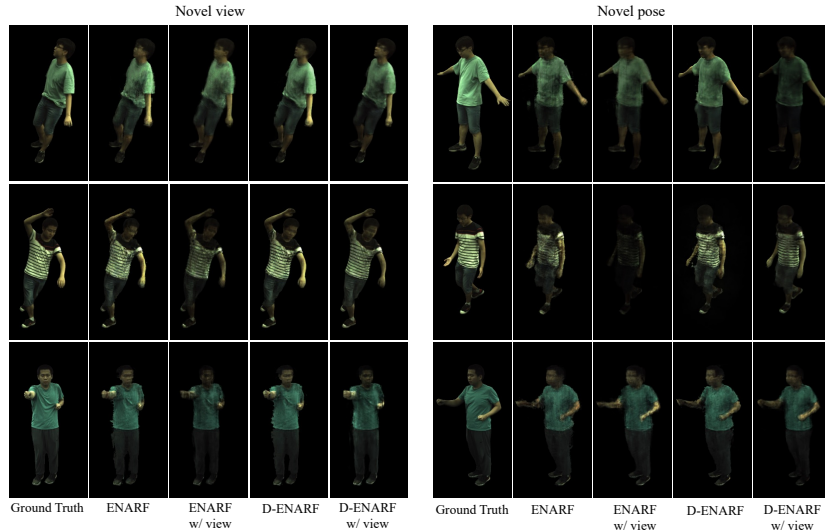 Novel view
Novel pose
Ground Truth
ENARF
ENARF
w/ view
D-ENARF
D-ENARF
w/ view
Ground Truth
ENARF
ENARF
w/ view
D-ENARF
D-ENARF
w/ view